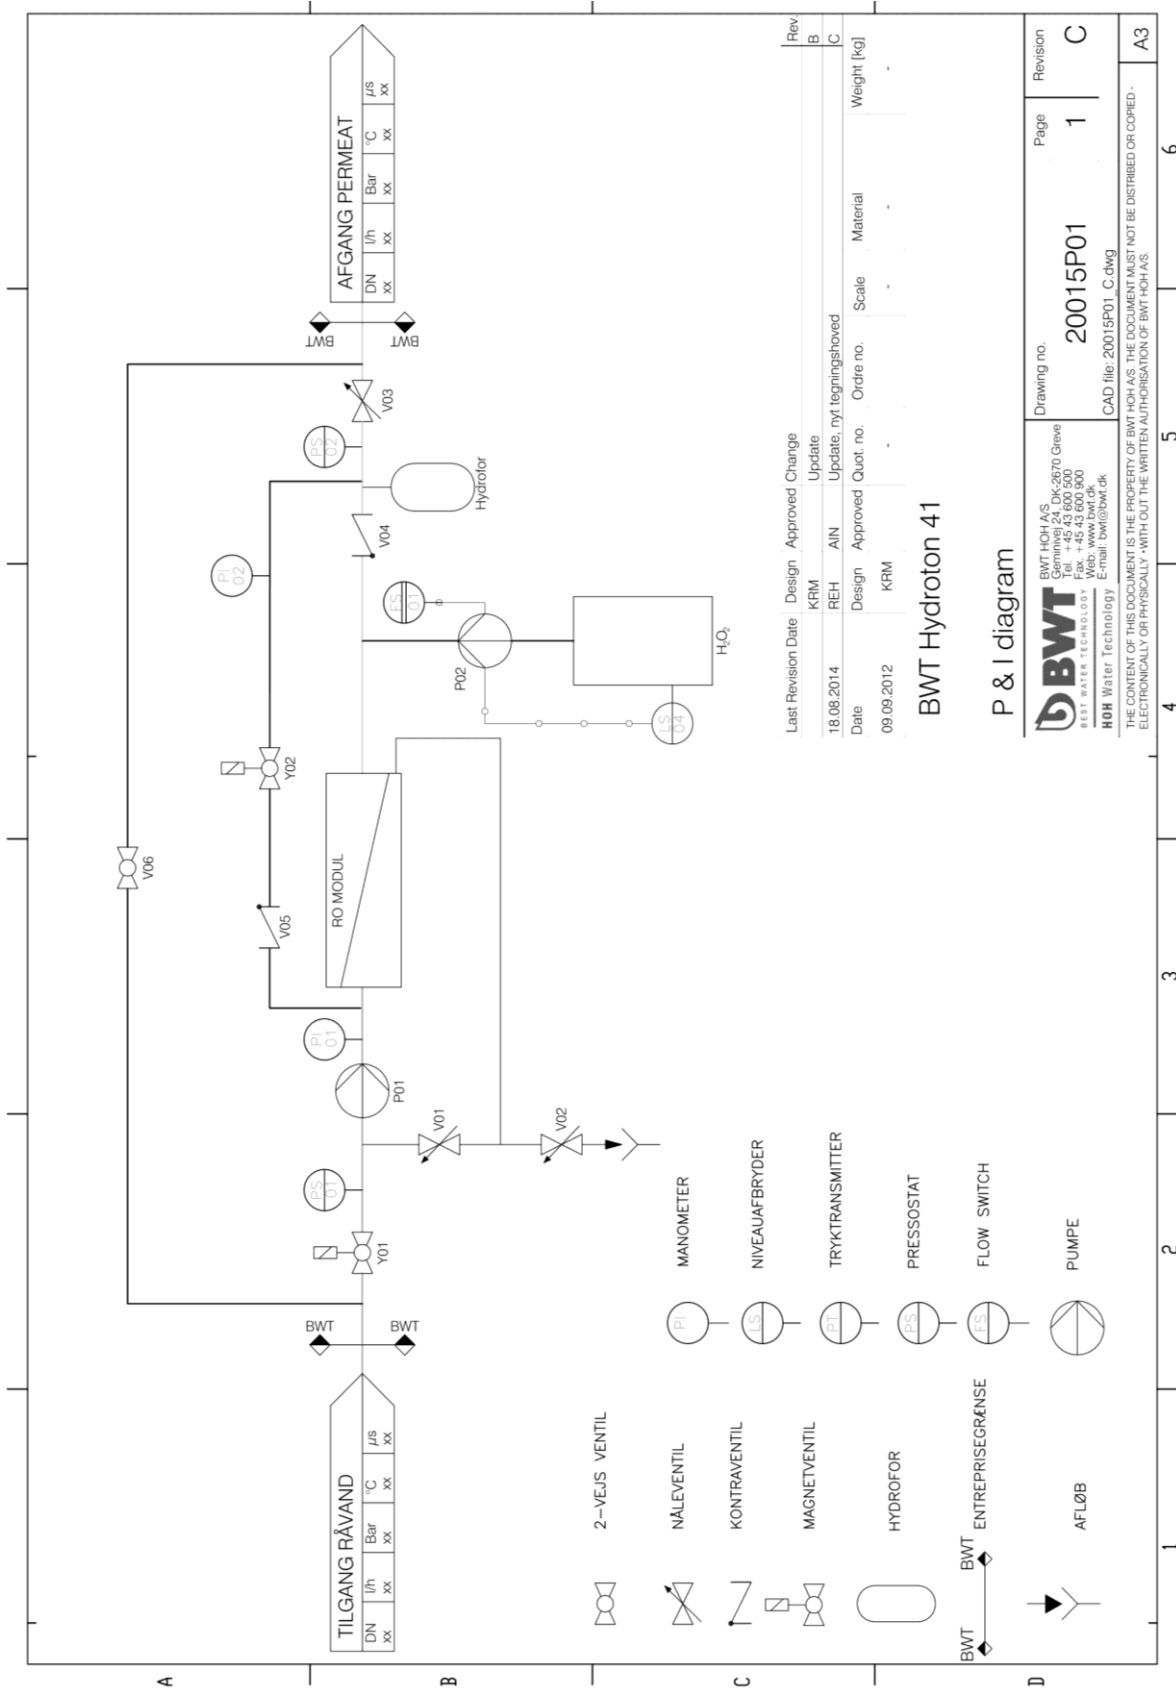 TILGANG RÅVAND
DN l/h Bar °C µs
xx xx xx xx xx
BWT
BWT
Y01
PS
01
V01
V02
P01
PI
01
V05
V06
RO MODUL
Y02
PI
02
P02
FS
01
LS
04
H₂O₂
V04
Hydrofor
PS
02
V03
BWT
BWT
AFGANG PERMEAT
DN l/h Bar °C µs
xx xx xx xx xx
2-VEJS VENTIL
NÅLEVENTIL
KONTRAVENTIL
MAGNETVENTIL
HYDROFOR
BWT BWT ENTREPRISEGRÆNSE
AFLØB
PI MANOMETER
LS NIVEAUAFBRYDER
PT TRYKTRANSMITTER
PS PRESSOSTAT
FS FLOW SWITCH
PUMPE
Last Revision Date Design Approved Change Rev.
KRM Update B
18.08.2014 REH AIN Update, nyt tegningshoved C
Date Design Approved Quot. no. Ordre no. Scale Material Weight [kg]
09.09.2012 KRM - - - -
BWT Hydroton 41
P & I diagram
BWT
BEST WATER TECHNOLOGY
HOH Water Technology
BWT HOH A/S
Geminivej 24, DK-2670 Greve
Tel. +45 43 600 500
Fax. +45 43 600 900
Web: www.bwt.dk
E-mail: bwt@bwt.dk
Drawing no. Page Revision
20015P01 1 C
CAD file: 20015P01_C.dwg
THE CONTENT OF THIS DOCUMENT IS THE PROPERTY OF BWT HOH A/S. THE DOCUMENT MUST NOT BE DISTRIBED OR COPIED -
ELECTRONICALLY OR PHYSICALLY - WITH OUT THE WRITTEN AUTHORISATION OF BWT HOH A/S.
A3
A
B
C
D
1 2 3 4 5 6